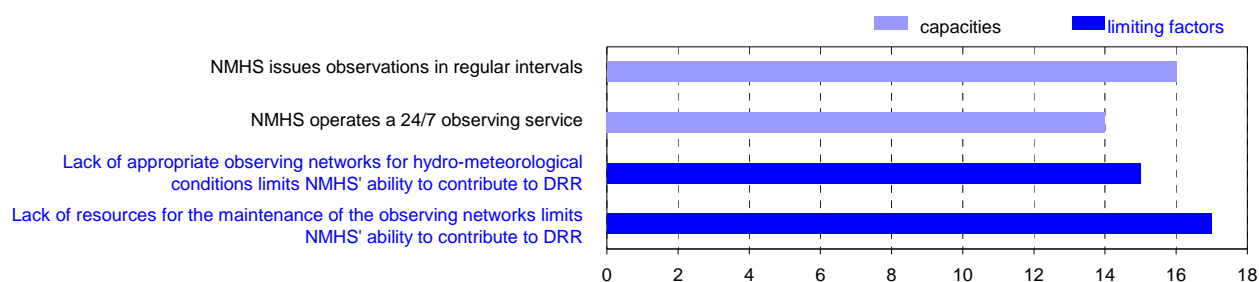 capacities limiting factors
NMHS issues observations in regular intervals
NMHS operates a 24/7 observing service
Lack of appropriate observing networks for hydro-meteorological
conditions limits NMHS' ability to contribute to DRR
Lack of resources for the maintenance of the observing networks limits
NMHS' ability to contribute to DRR
0 2 4 6 8 10 12 14 16 18